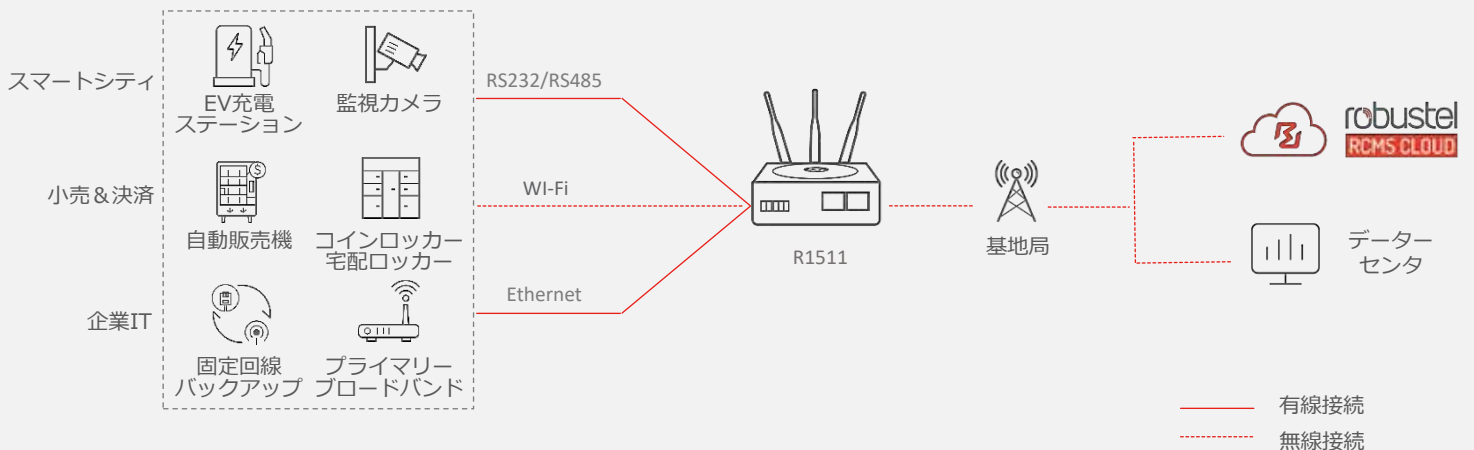 スマートシティ
EV充電
ステーション
監視カメラ
小売＆決済
自動販売機
コインロッカー
宅配ロッカー
企業IT
固定回線
バックアップ
プライマリー
ブロードバンド
RS232/RS485
WI-Fi
Ethernet
R1511
基地局
robustel
RCMS CLOUD
データー
センタ
有線接続
無線接続